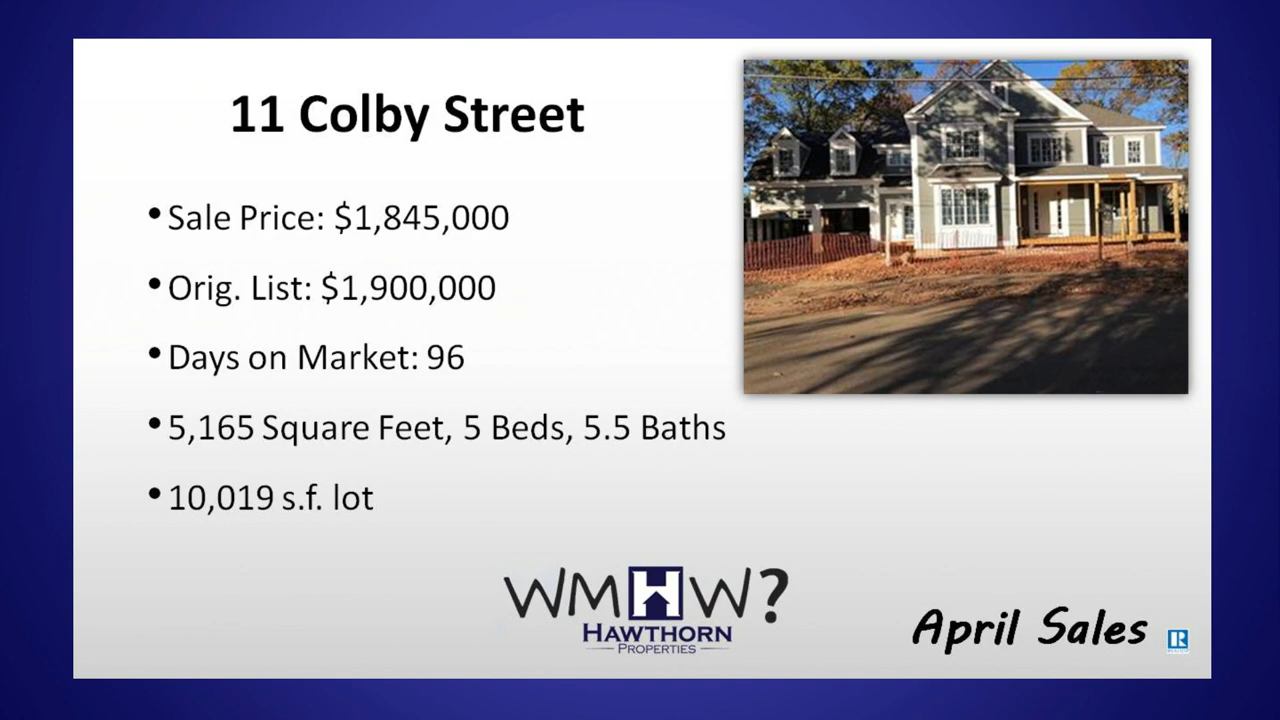 11 Colby Street
•Sale Price: $1,845,000
•Orig. List: $1,900,000
•Days on Market: 96
•5,165 Square Feet, 5 Beds, 5.5 Baths
•10,019 s.f. lot
WMHW?
HAWTHORN
PROPERTIES
April Sales
R